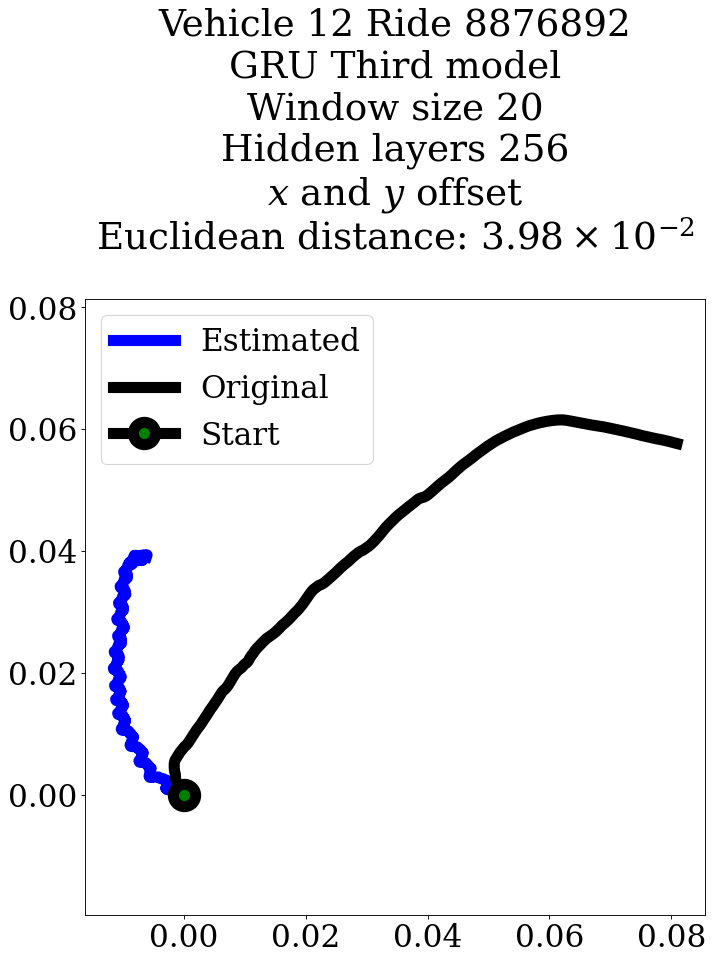 Vehicle 12 Ride 8876892
GRU Third model
Window size 20
Hidden layers 256
x and y offset
Euclidean distance: 3.98 × 10⁻²
0.08
0.06
0.04
0.02
0.00
Estimated
Original
Start
0.00 0.02 0.04 0.06 0.08